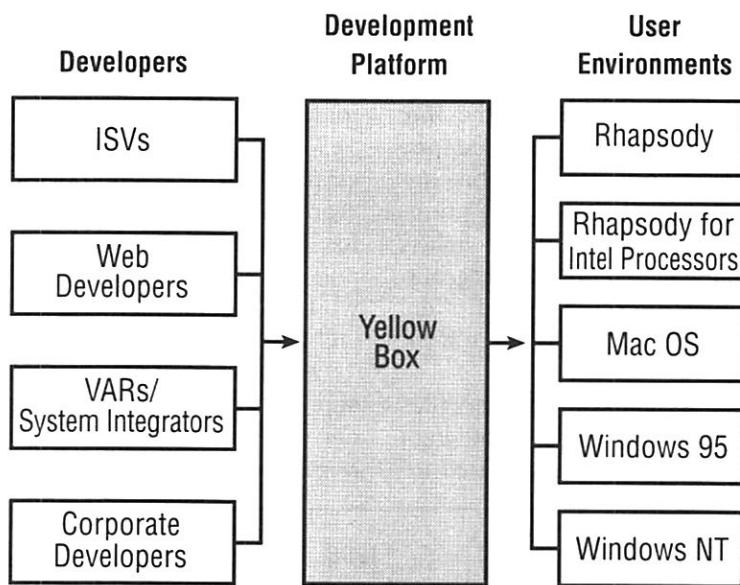 Developers
ISVs
Web
Developers
VARs/
System Integrators
Corporate
Developers
Development
Platform
Yellow
Box
User
Environments
Rhapsody
Rhapsody for
Intel Processors
Mac OS
Windows 95
Windows NT